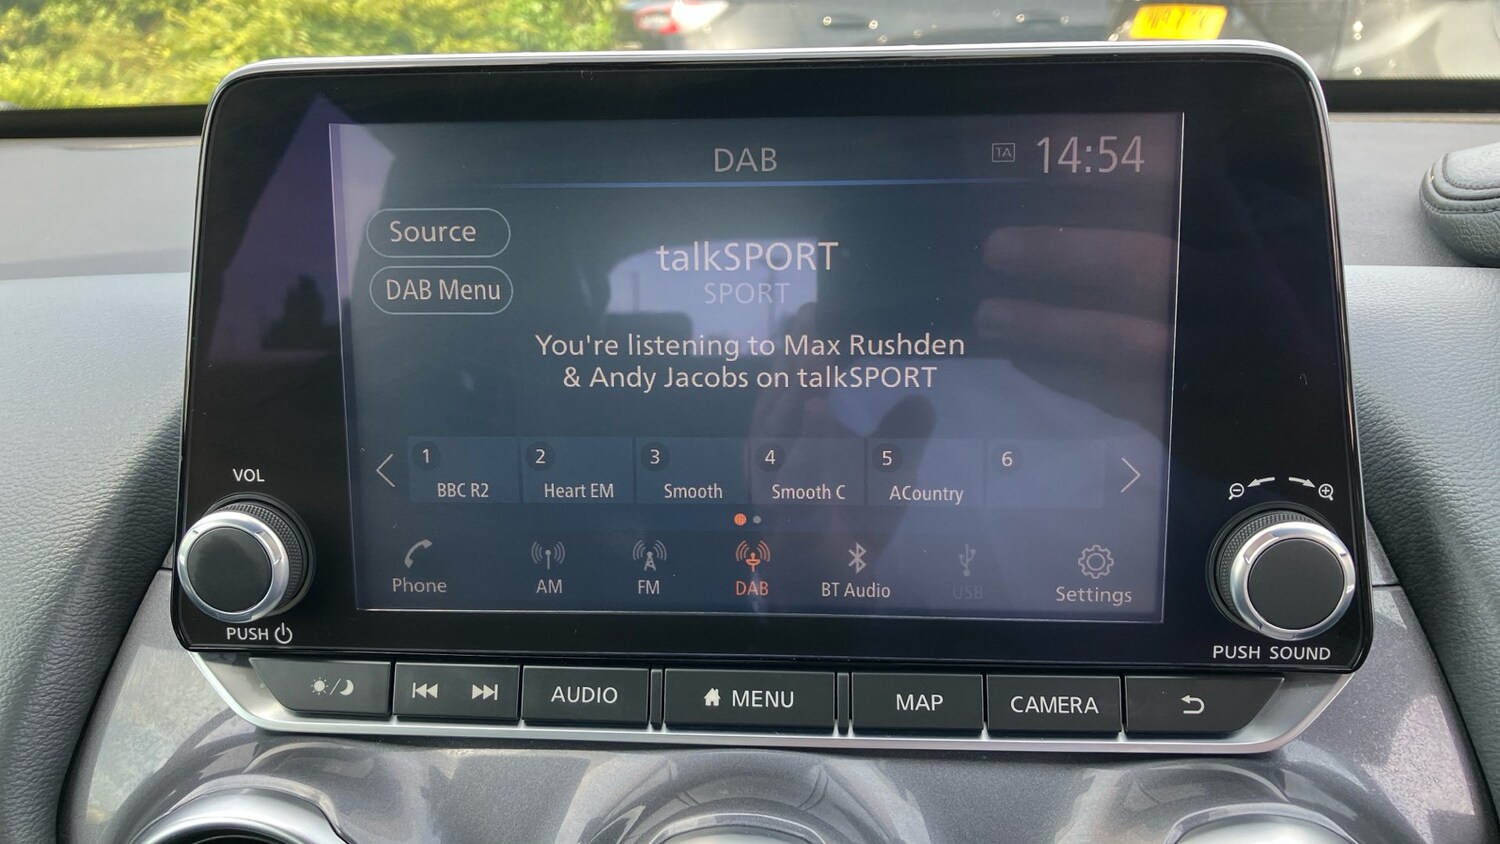 DAB
TA 14:54
Source
talkSPORT
SPORT
DAB Menu
You're listening to Max Rushden
& Andy Jacobs on talkSPORT
1 2 3 4 5 6
BBC R2 Heart EM Smooth Smooth C ACountry
Phone AM FM DAB BT Audio USB Settings
VOL
PUSH
PUSH SOUND
AUDIO MENU MAP CAMERA